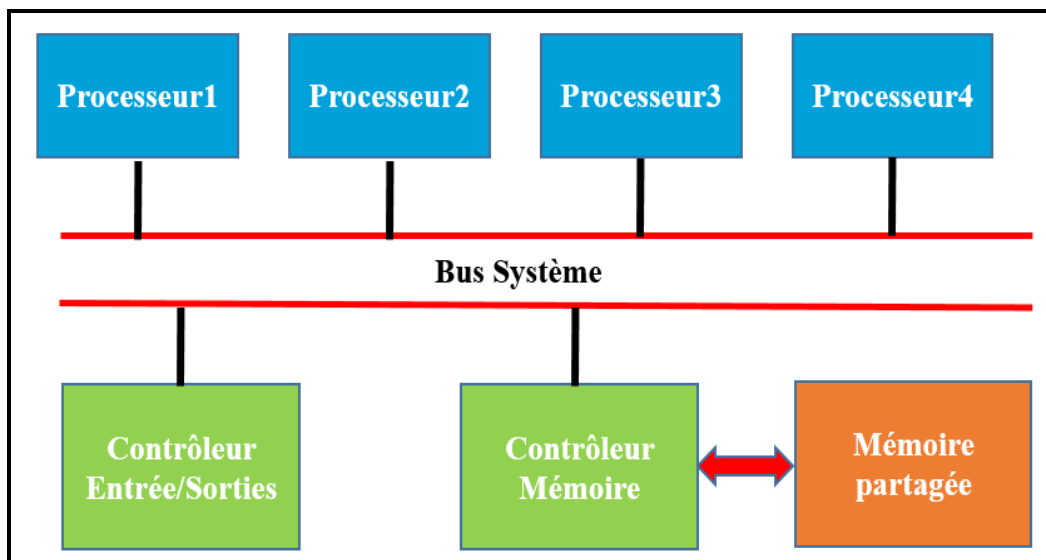 Processeur1
Processeur2
Processeur3
Processeur4
Bus Système
Contrôleur
Entrée/Sorties
Contrôleur
Mémoire
Mémoire
partagée